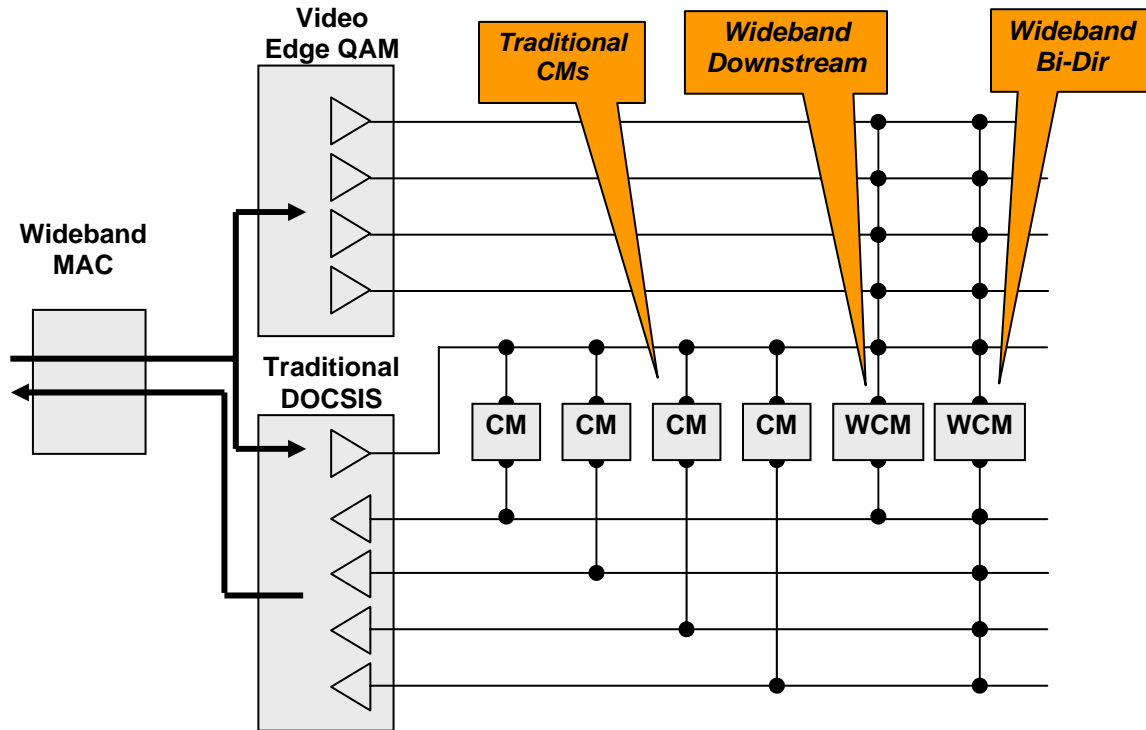 Video
Edge QAM
Traditional
CMs
Wideband
Downstream
Wideband
Bi-Dir
Wideband
MAC
Traditional
DOCSIS
CM
CM
CM
CM
WCM
WCM